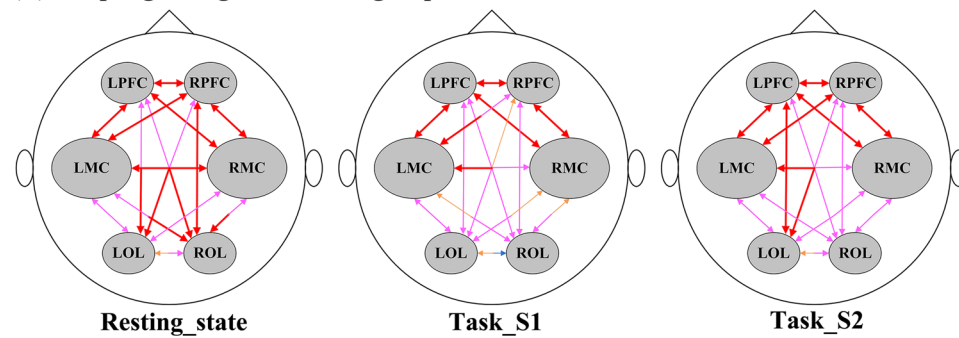 LPFC RPFC
LMC RMC
LOL ROL
Resting_state
LPFC RPFC
LMC RMC
LOL ROL
Task_S1
LPFC RPFC
LMC RMC
LOL ROL
Task_S2